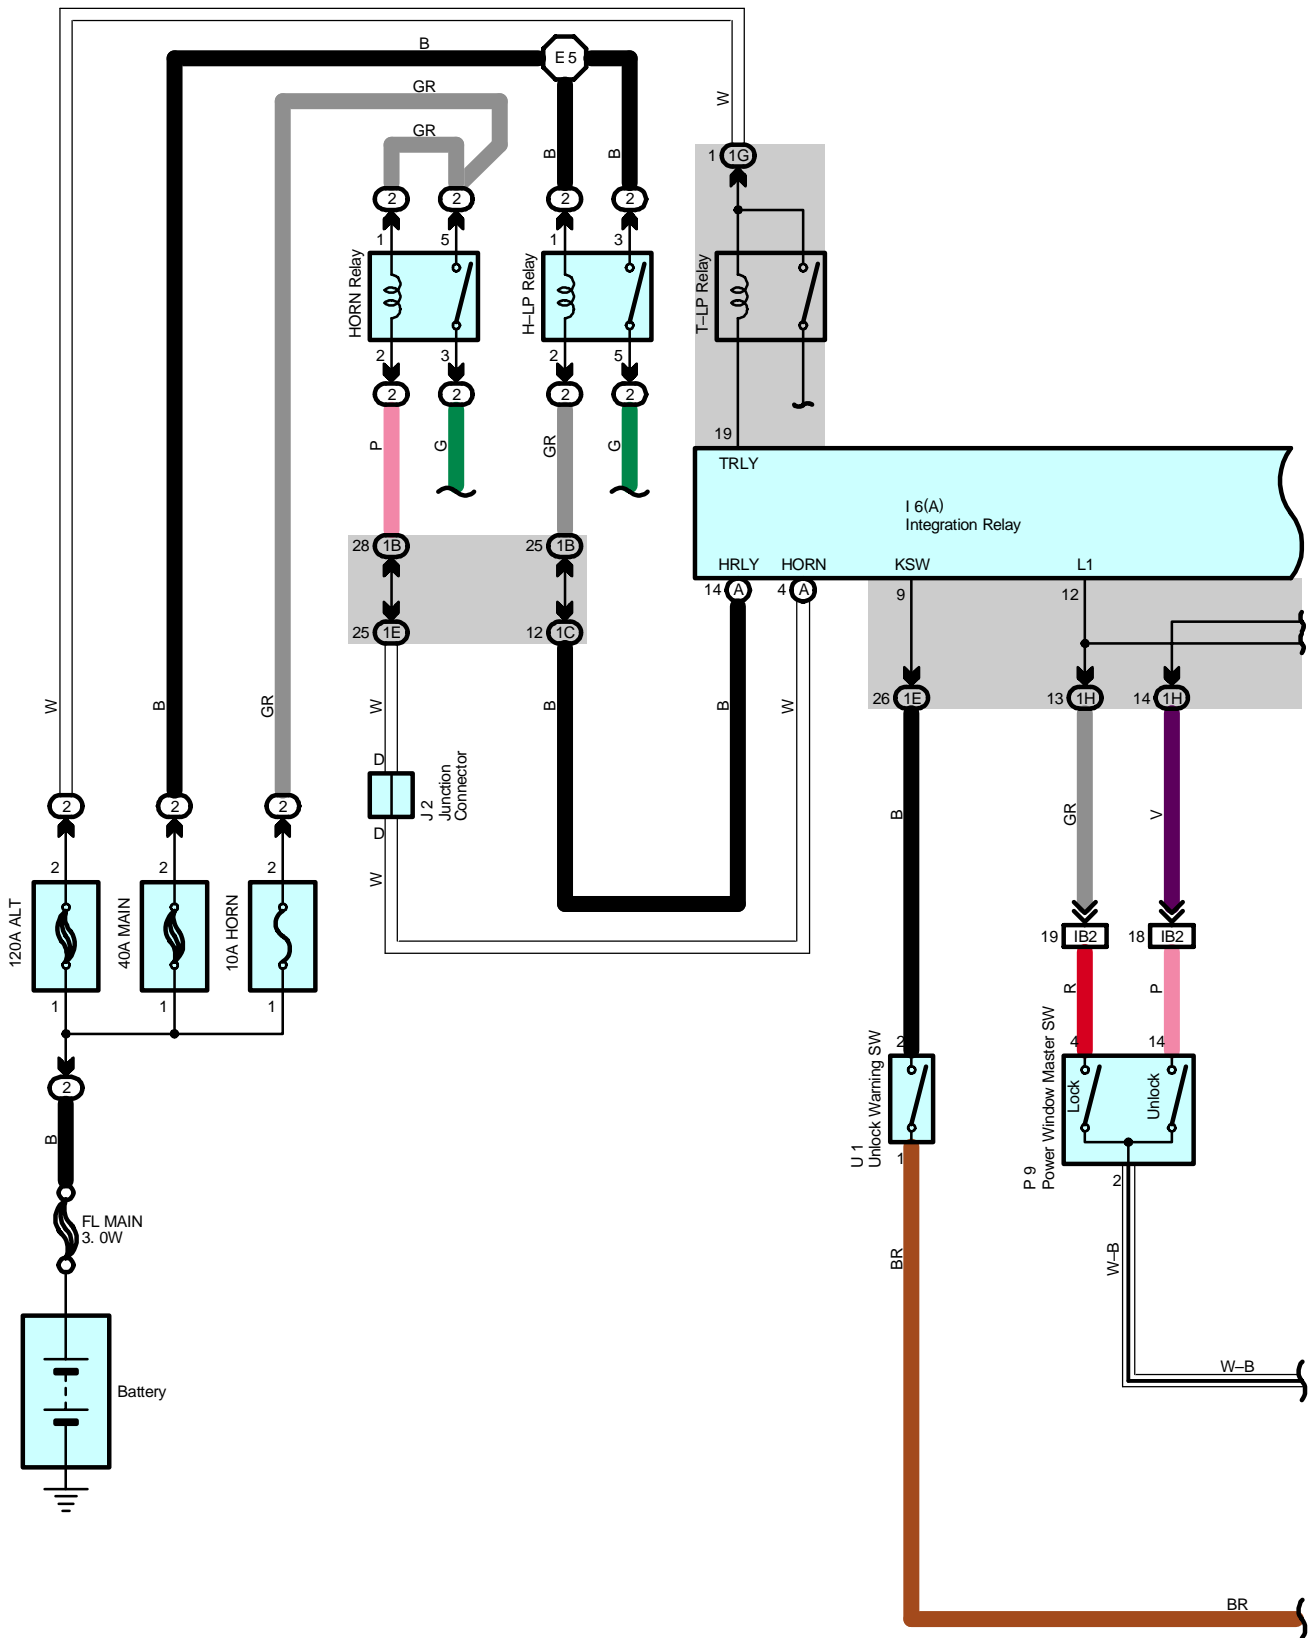 B
E 5
GR
GR
W
B
B
1
1G
2
2
2
2
1
5
1
3
HORN Relay
H–LP Relay
T–LP Relay
2
3
2
5
2
2
2
2
P
G
GR
G
19
TRLY
I 6(A)
Integration Relay
HRLY
HORN
KSW
L1
28
1B
25
1B
14
A
4
A
9
12
25
1E
12
1C
W
B
GR
W
B
B
W
26
1E
13
1H
14
1H
D
J 2
Junction
Connector
D
W
2
2
2
B
GR
V
2
2
2
120A ALT
40A MAIN
10A HORN
1
1
1
19
IB2
18
IB2
R
P
2
4
14
2
B
U 1
Unlock Warning SW
1
P 9
Power Window Master SW
Lock
Unlock
2
FL MAIN
3. 0W
BR
W–B
Battery
W–B
BR